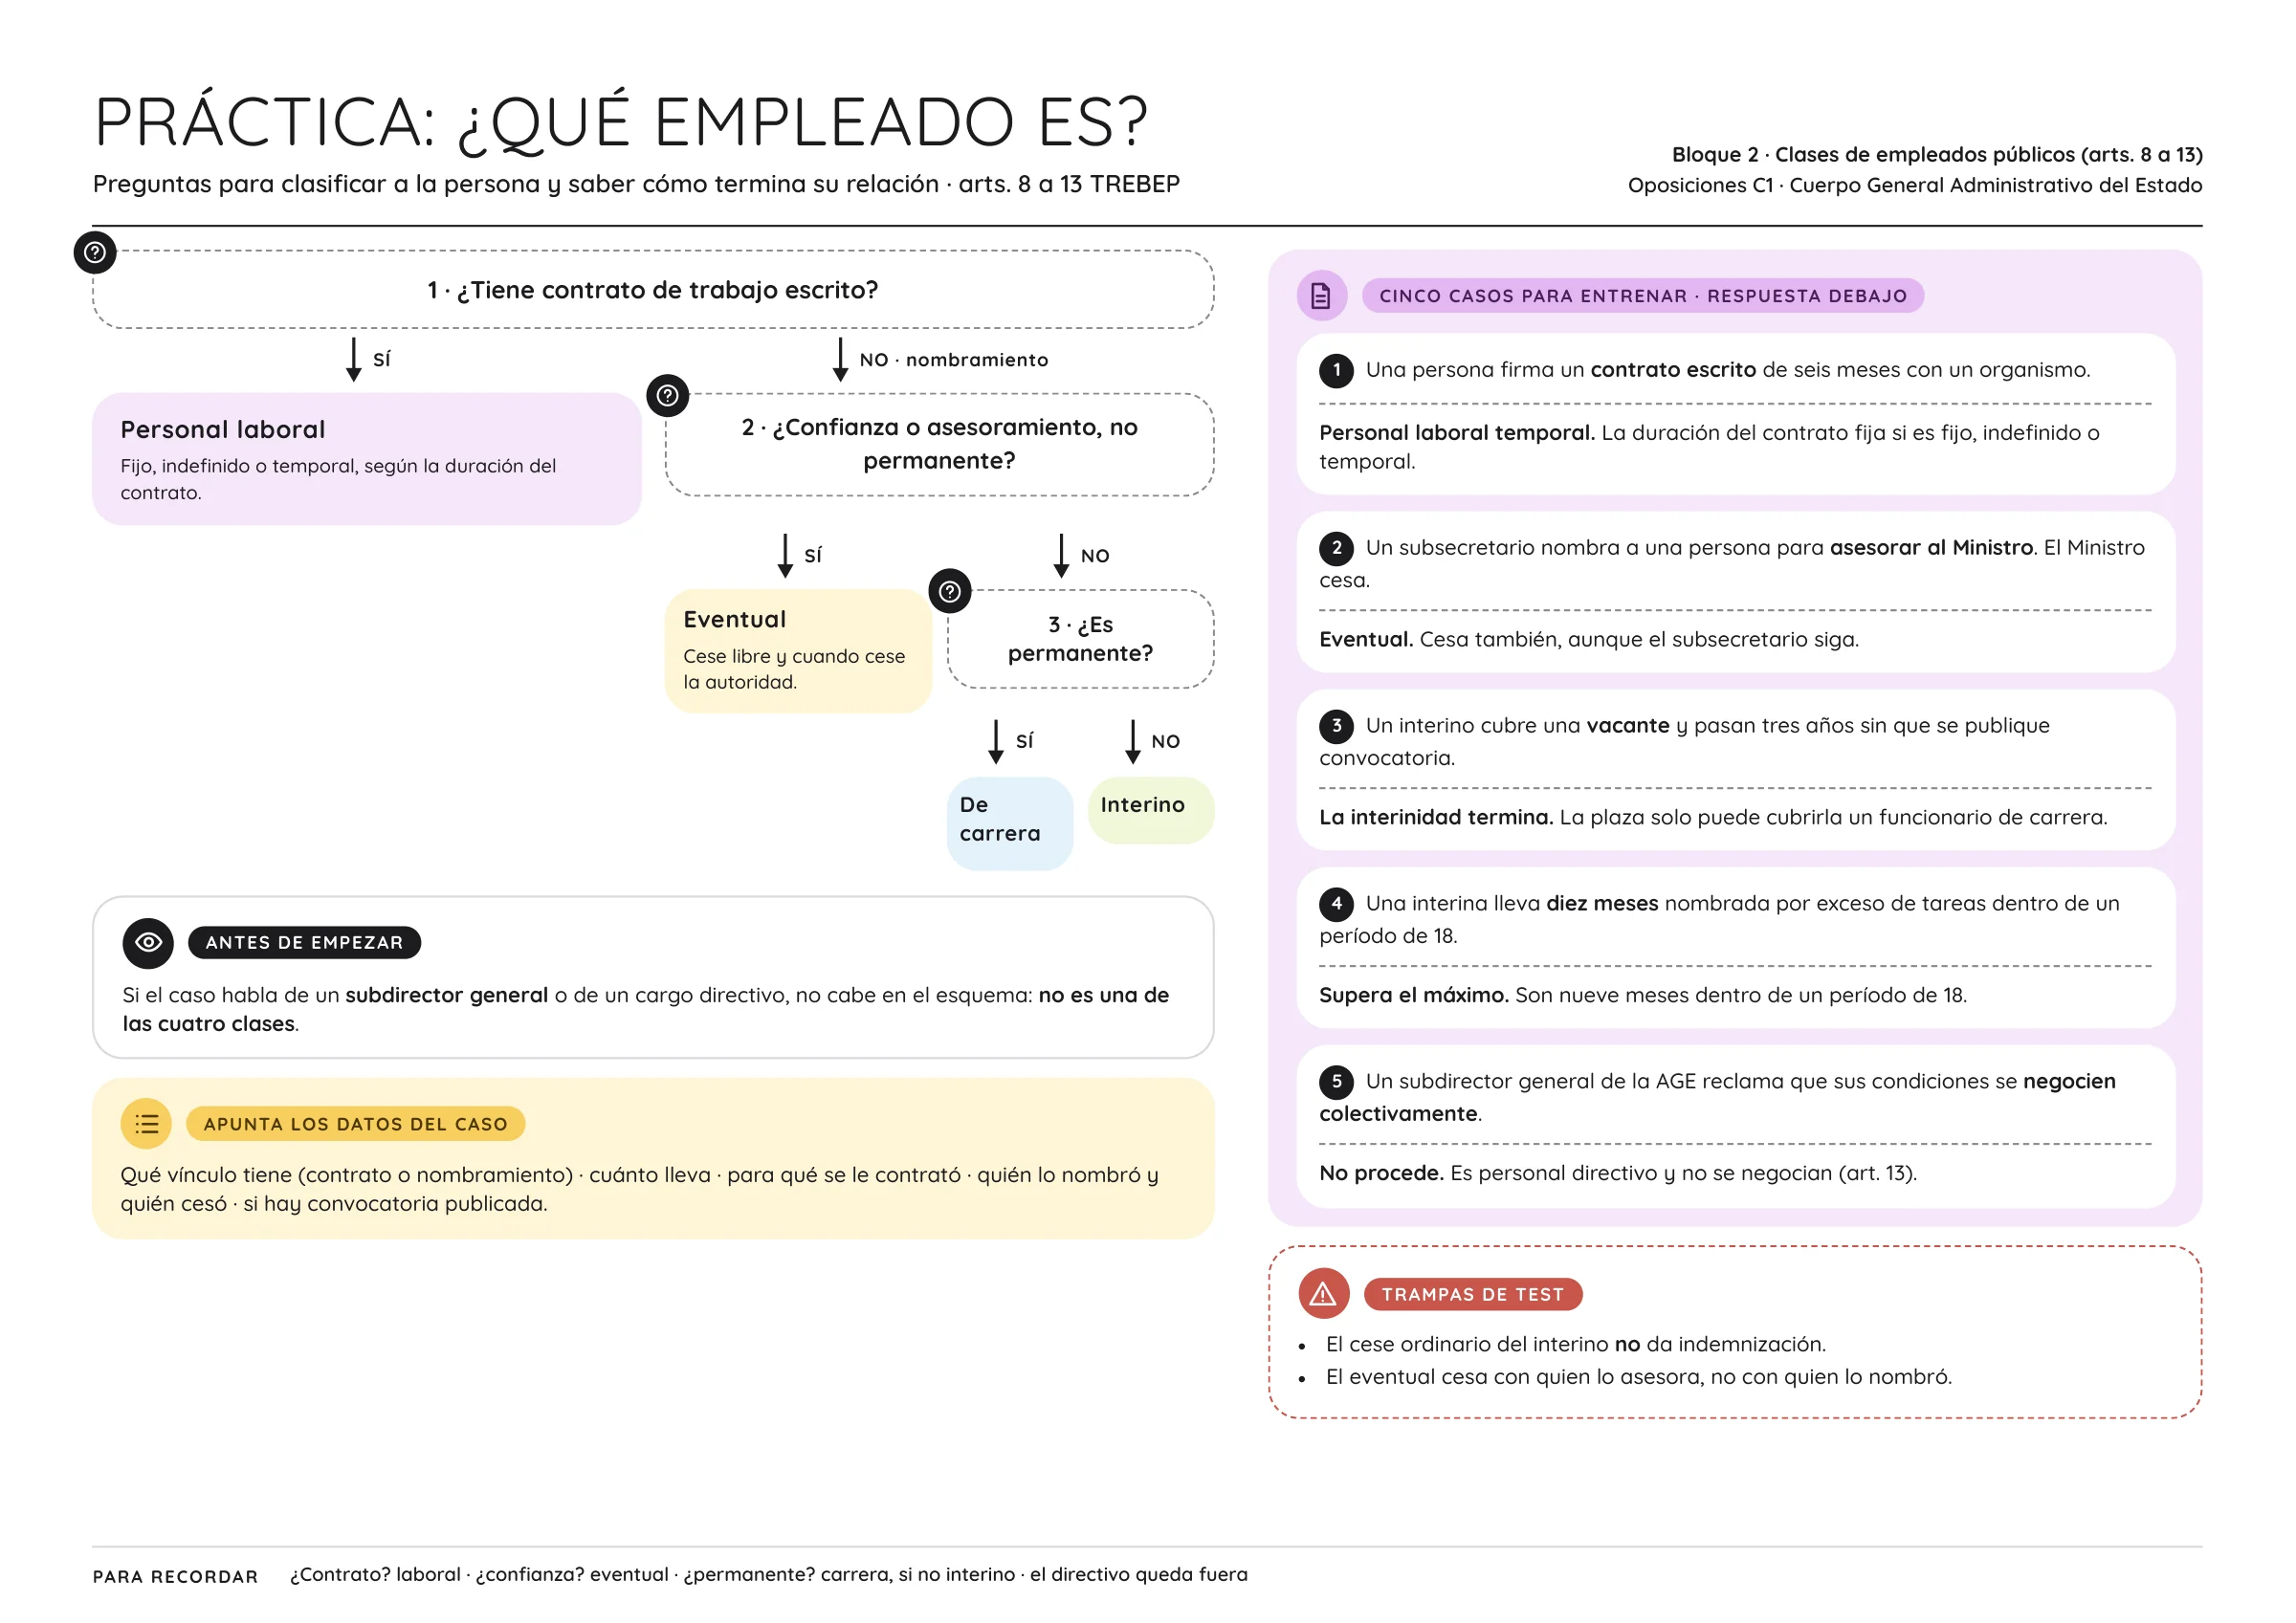 PRÁCTICA: ¿QUÉ EMPLEADO ES?
Preguntas para clasificar a la persona y saber cómo termina su relación · arts. 8 a 13 TREBEP
Bloque 2 · Clases de empleados públicos (arts. 8 a 13)
Oposiciones C1 · Cuerpo General Administrativo del Estado
1 · ¿Tiene contrato de trabajo escrito?
SÍ
NO · nombramiento
Personal laboral
Fijo, indefinido o temporal, según la duración del
contrato.
2 · ¿Confianza o asesoramiento, no
permanente?
SÍ
NO
Eventual
Cese libre y cuando cese
la autoridad.
3 · ¿Es
permanente?
SÍ
NO
De
carrera
Interino
ANTES DE EMPEZAR
Si el caso habla de un subdirector general o de un cargo directivo, no cabe en el esquema: no es una de
las cuatro clases.
APUNTA LOS DATOS DEL CASO
Qué vínculo tiene (contrato o nombramiento) · cuánto lleva · para qué se le contrató · quién lo nombró y
quién cesó · si hay convocatoria publicada.
CINCO CASOS PARA ENTRENAR · RESPUESTA DEBAJO
1 Una persona firma un contrato escrito de seis meses con un organismo.
Personal laboral temporal. La duración del contrato fija si es fijo, indefinido o
temporal.
2 Un subsecretario nombra a una persona para asesorar al Ministro. El Ministro
cesa.
Eventual. Cesa también, aunque el subsecretario siga.
3 Un interino cubre una vacante y pasan tres años sin que se publique
convocatoria.
La interinidad termina. La plaza solo puede cubrirla un funcionario de carrera.
4 Una interina lleva diez meses nombrada por exceso de tareas dentro de un
período de 18.
Supera el máximo. Son nueve meses dentro de un período de 18.
5 Un subdirector general de la AGE reclama que sus condiciones se negocien
colectivamente.
No procede. Es personal directivo y no se negocian (art. 13).
TRAMPAS DE TEST
• El cese ordinario del interino no da indemnización.
• El eventual cesa con quien lo asesora, no con quien lo nombró.
PARA RECORDAR ¿Contrato? laboral · ¿confianza? eventual · ¿permanente? carrera, si no interino · el directivo queda fuera